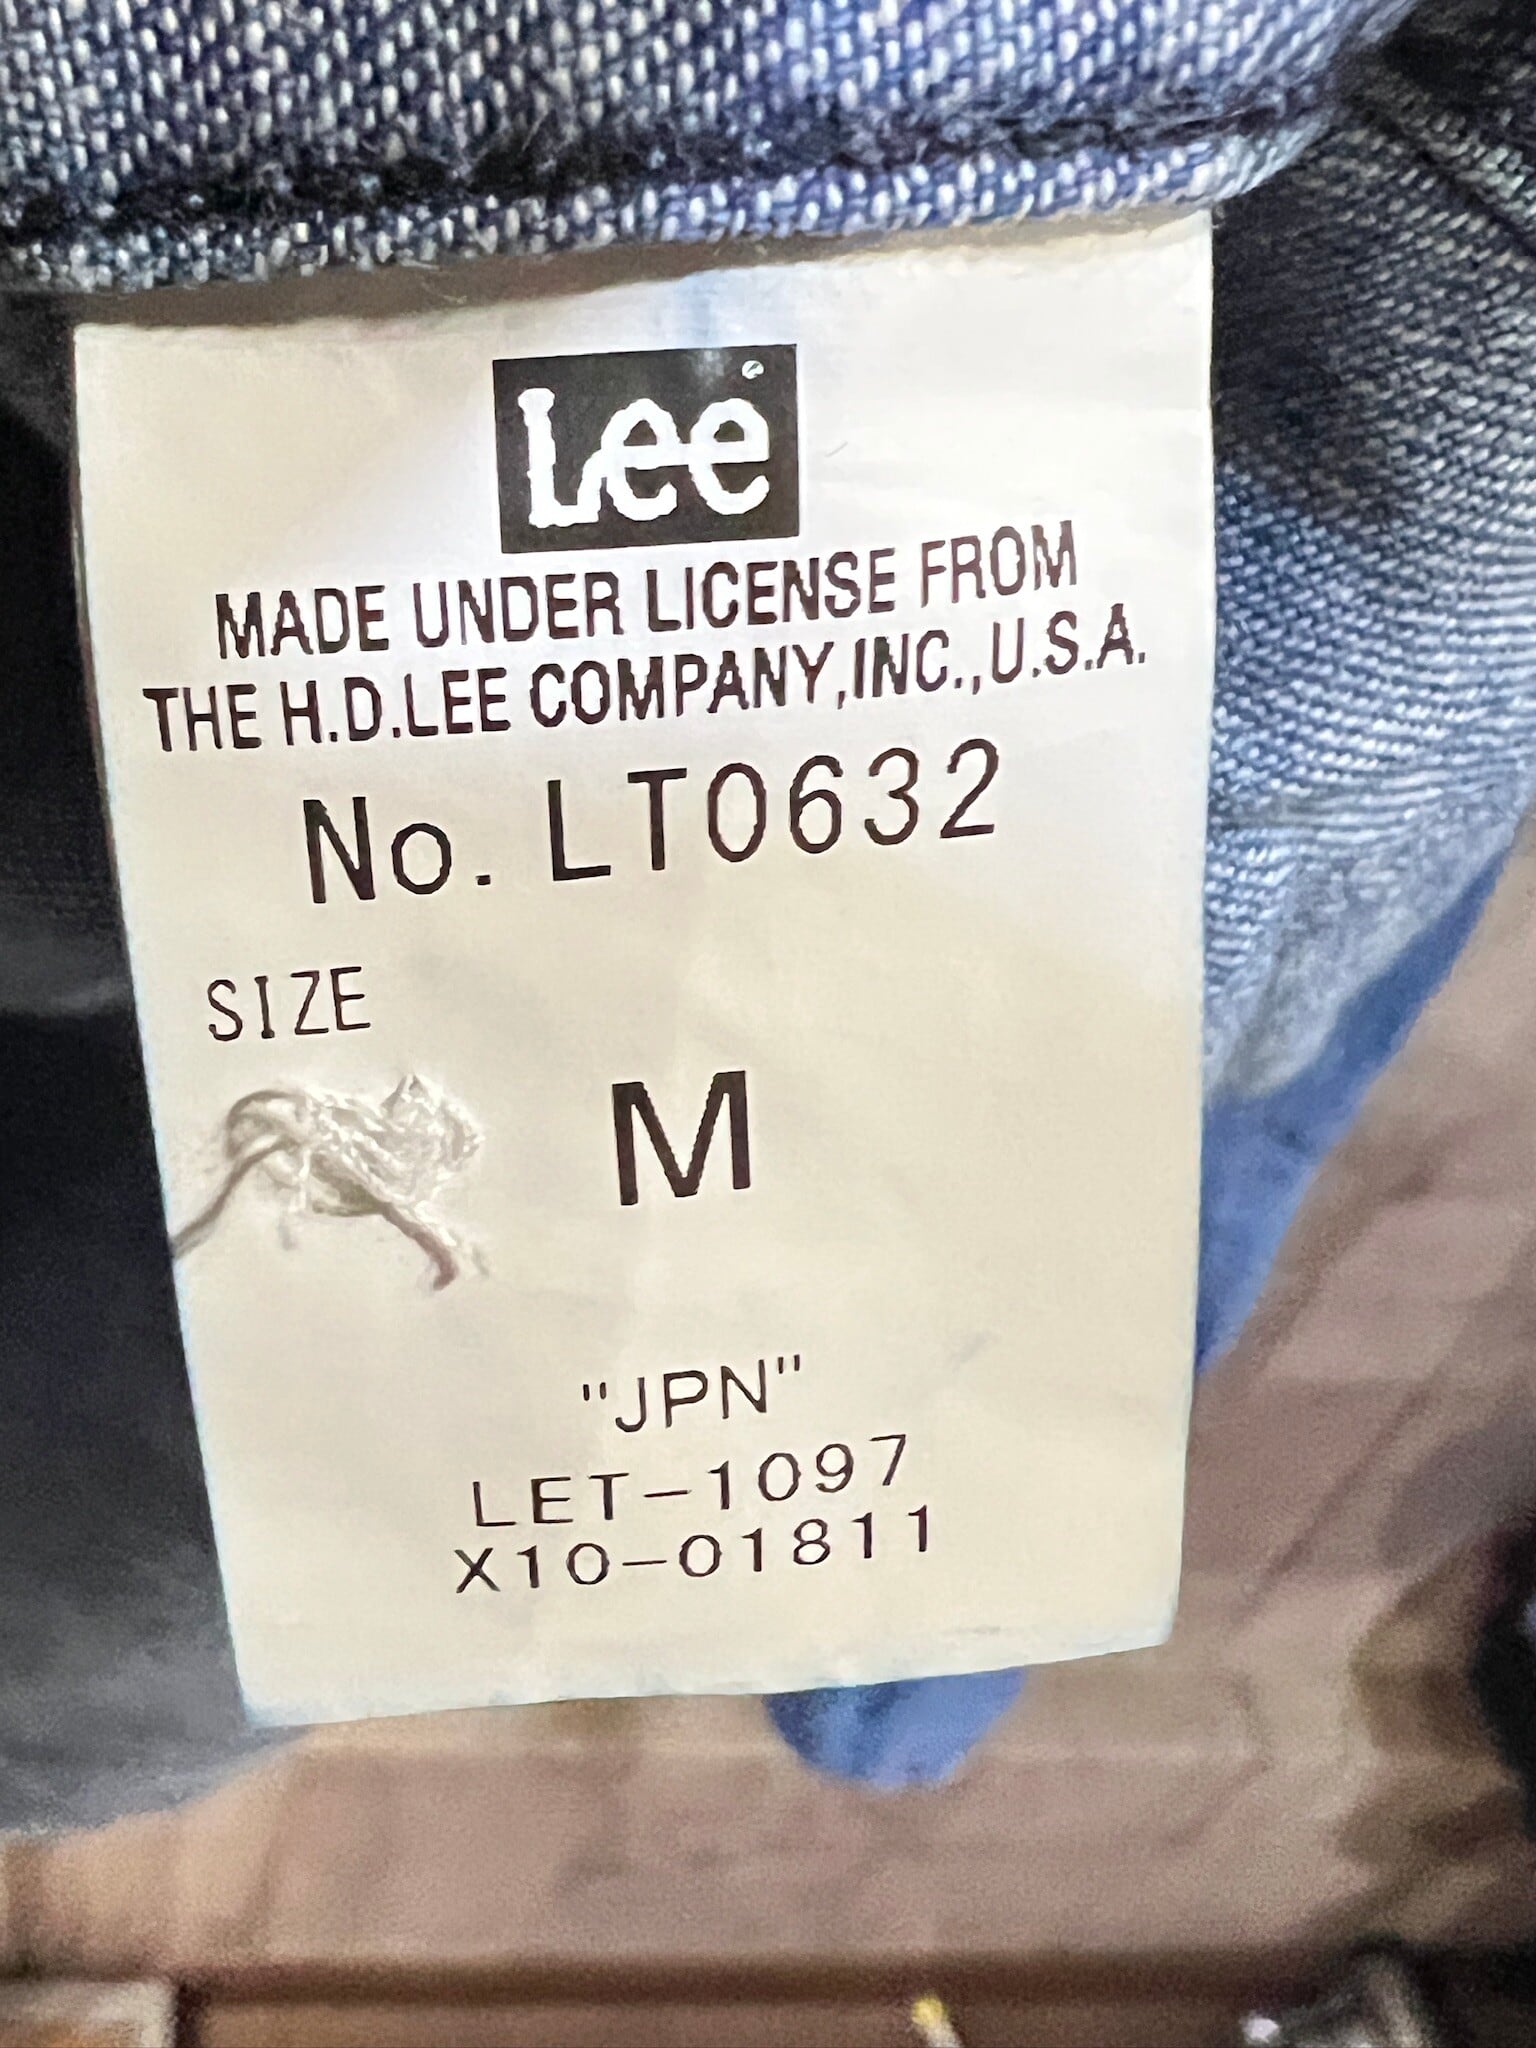 Lee
MADE UNDER LICENSE FROM
THE H.D.LEE COMPANY,INC.,U.S.A.
No. LT0632
SIZE
M
"JPN"
LET-1097
X10-01811